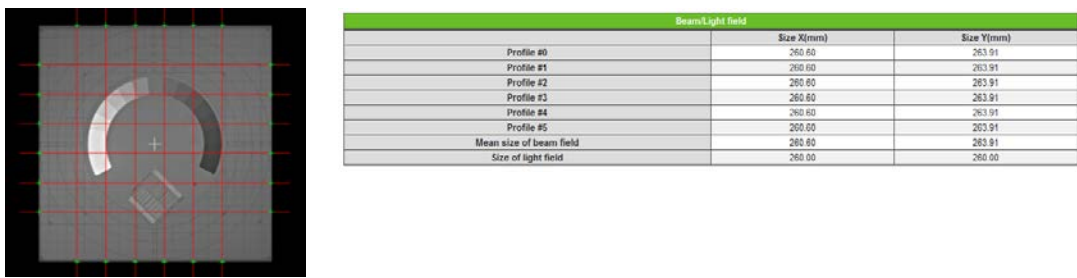 Beam/Light field
Size X(mm) Size Y(mm)
Profile #0 260.60 263.91
Profile #1 260.60 263.91
Profile #2 260.60 263.91
Profile #3 260.60 263.91
Profile #4 260.60 263.91
Profile #5 260.60 263.91
Mean size of beam field 260.60 263.91
Size of light field 260.00 260.00